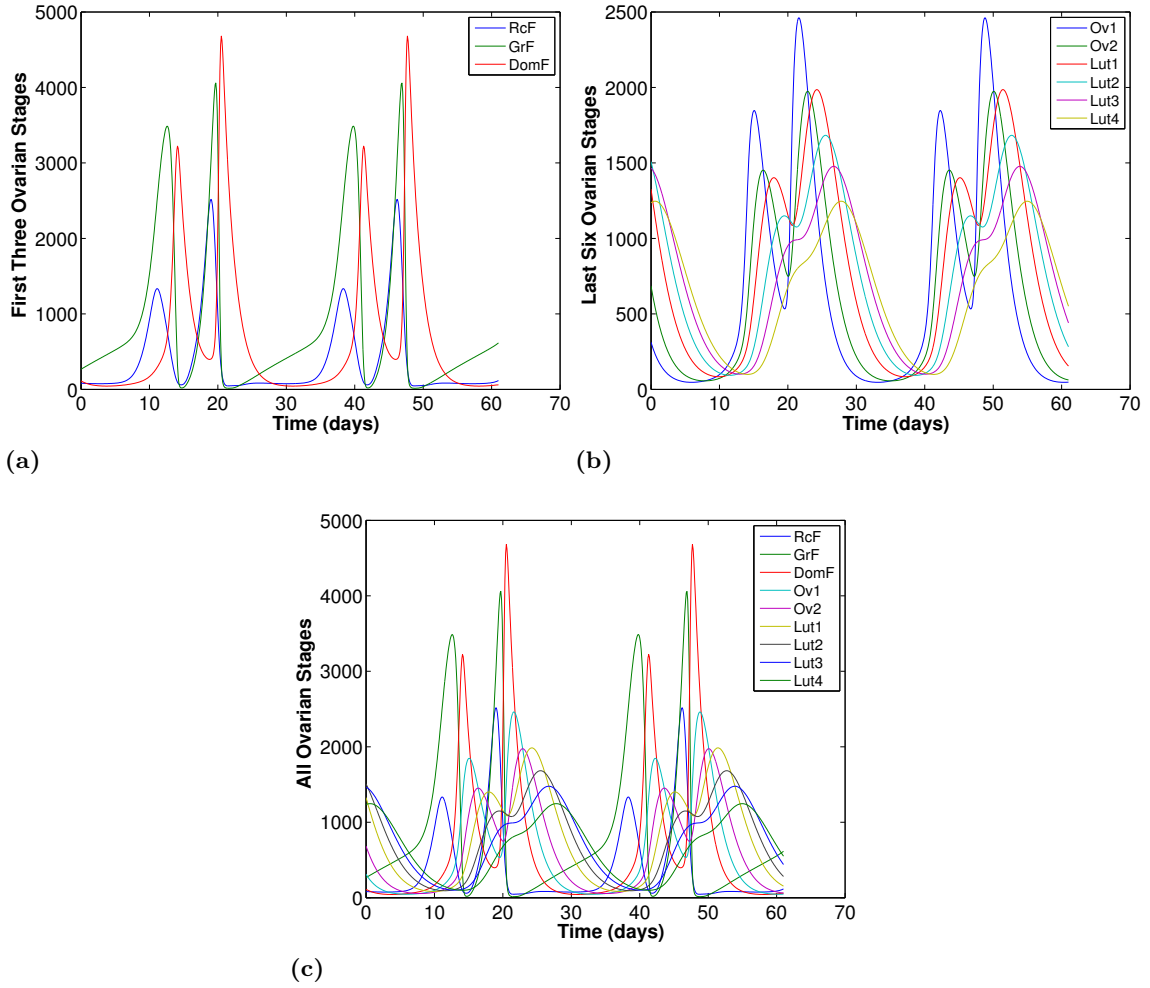 First Three Ovarian Stages
5000
4000
3000
2000
1000
0
0 10 20 30 40 50 60 70
Time (days)
RcF
GrF
DomF
(a)
Last Six Ovarian Stages
2500
2000
1500
1000
500
0
0 10 20 30 40 50 60 70
Time (days)
Ov1
Ov2
Lut1
Lut2
Lut3
Lut4
(b)
All Ovarian Stages
5000
4000
3000
2000
1000
0
0 10 20 30 40 50 60 70
Time (days)
RcF
GrF
DomF
Ov1
Ov2
Lut1
Lut2
Lut3
Lut4
(c)